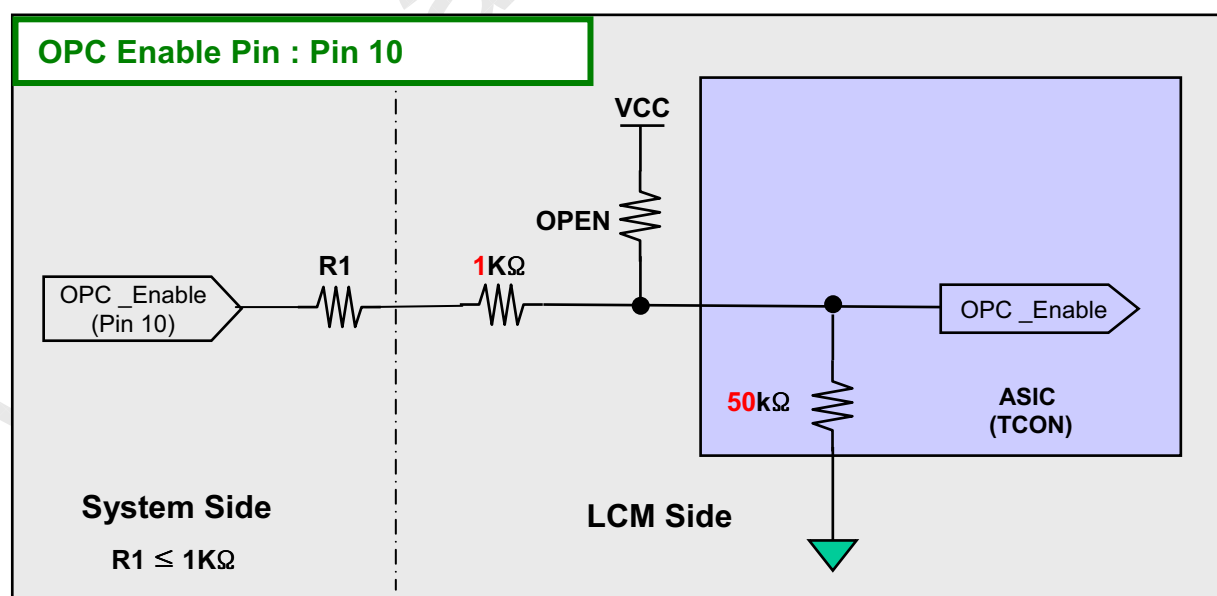 OPC Enable Pin : Pin 10
VCC
OPEN
R1
1KΩ
OPC _Enable
(Pin 10)
OPC _Enable
50kΩ
ASIC
(TCON)
System Side
LCM Side
R1 ≤ 1KΩ